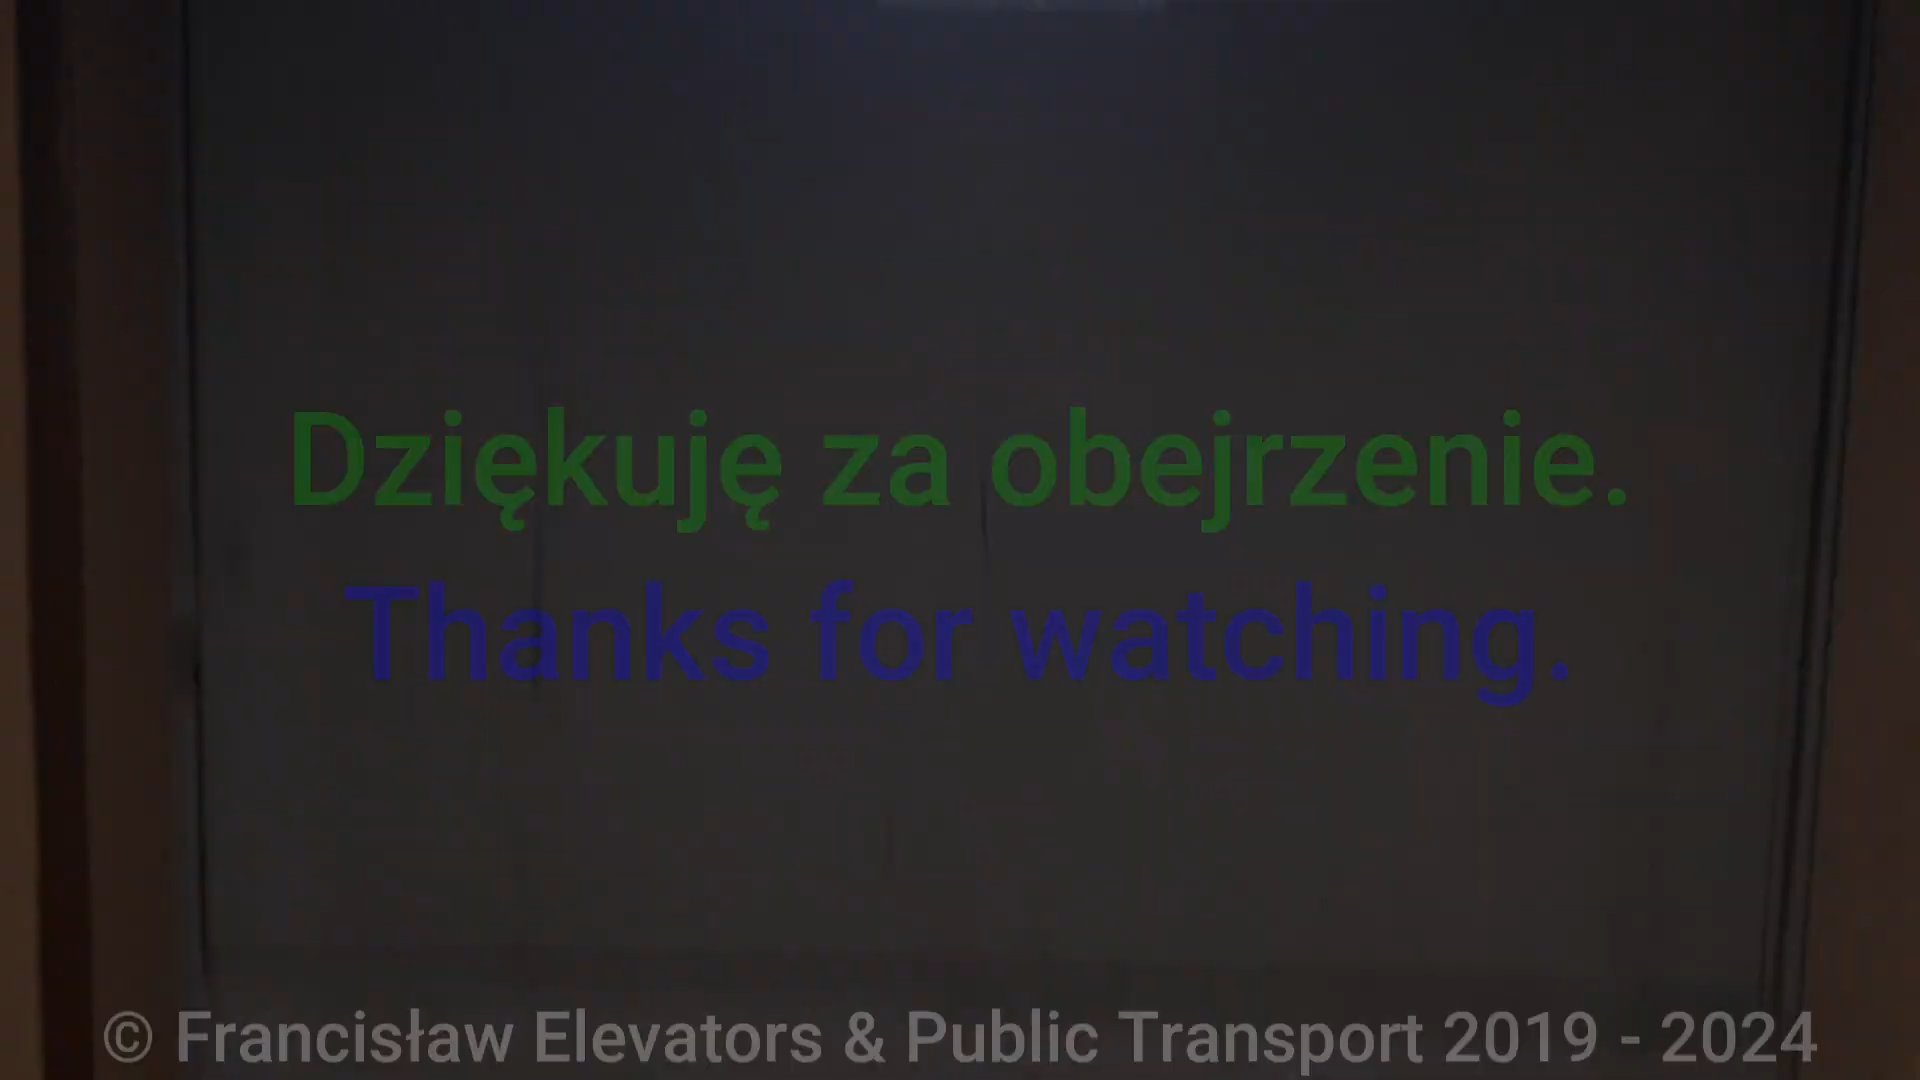 Dziękuję za obejrzenie.
Thanks for watching.
© Francisław Elevators & Public Transport 2019 - 2024